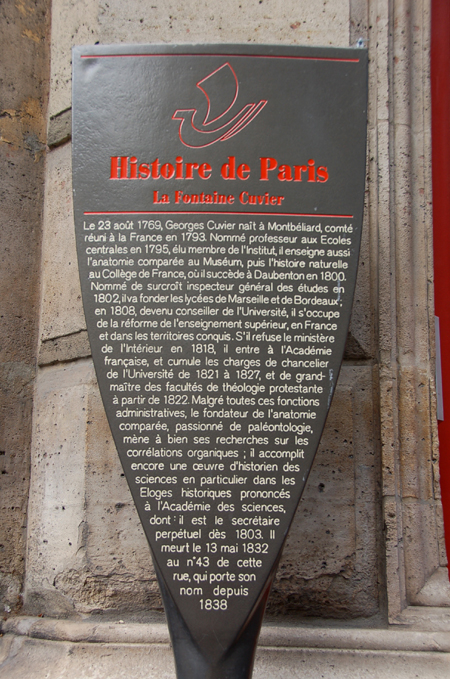 Histoire de Paris
La Fontaine Cuvier
Le 23 août 1769, Georges Cuvier naît à Montbéliard, comté
réuni à la France en 1793. Nommé professeur aux Ecoles
centrales en 1795, élu membre de l'Institut, il enseigne aussi
l'anatomie comparée au Muséum, puis l'histoire naturelle
au Collège de France, où il succède à Daubenton en 1800.
Nommé de surcroît inspecteur général des études en
1802, il va fonder les lycées de Marseille et de Bordeaux ;
en 1808, devenu conseiller de l'Université, il s'occupe
de la réforme de l'enseignement supérieur, en France
et dans les territoires conquis. S'il refuse le ministère
de l'Intérieur en 1818, il entre à l'Académie
française, et cumule les charges de chancelier
de l'Université de 1821 à 1827, et de grand-
maître des facultés de théologie protestante
à partir de 1822. Malgré toutes ces fonctions
administratives, le fondateur de l'anatomie
comparée, passionné de paléontologie,
mène à bien ses recherches sur les
corrélations organiques ; il accomplit
encore une œuvre d'historien des
sciences en particulier dans les
Eloges historiques prononcés
à l'Académie des sciences,
dont il est le secrétaire
perpétuel dès 1803. Il
meurt le 13 mai 1832
au n°43 de cette
rue, qui porte son
nom depuis
1838